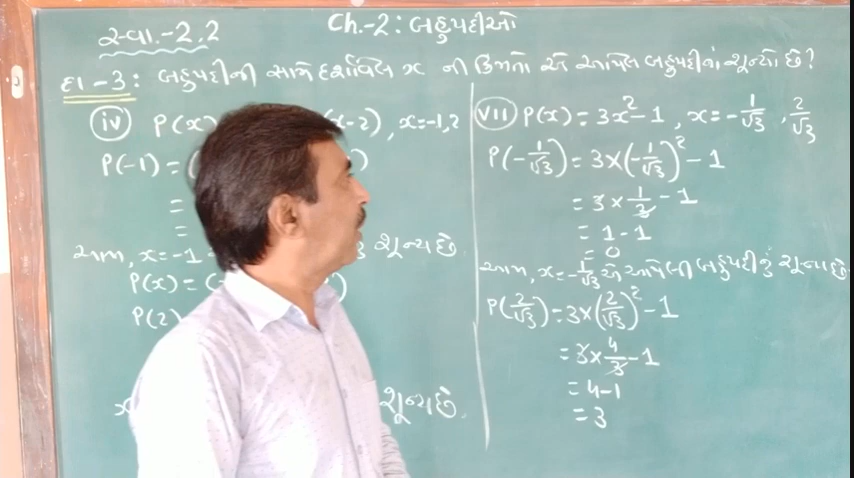 સ્વા.-2.2
Ch.-2: બહુપદીઓ
દા-3: બહુપદીની સામે દર્શાવેલ x ની કિંમતો એ આપેલ બહુપદીનાં શૂન્યો છે?
iv P(x) x-2), x=-1,2
P(-1) = ( )
=
=
આમ, x=-1 શૂન્ય છે.
P(x) = ( )
P(2)
x શૂન્ય છે.
vii P(x) = 3x²-1, x = -1/√3, 2/√3
P(-1/√3) = 3×(-1/√3)² - 1
= 3×1/3 - 1
= 1-1
= 0
આમ, x=-1/√3 એ આપેલી બહુપદીનું શૂન્ય છે.
P(2/√3) = 3×(2/√3)² - 1
= 3×4/3 - 1
= 4-1
= 3